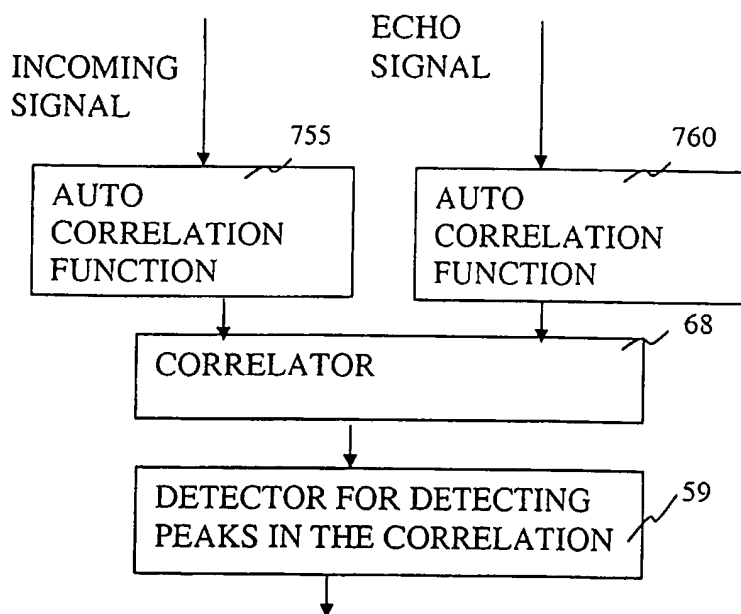 INCOMING
SIGNAL
ECHO
SIGNAL
755
760
AUTO
CORRELATION
FUNCTION
AUTO
CORRELATION
FUNCTION
68
CORRELATOR
59
DETECTOR FOR DETECTING
PEAKS IN THE CORRELATION